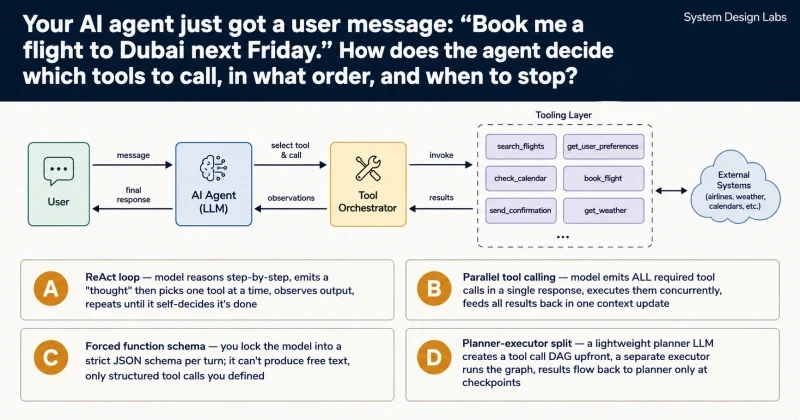 Your AI agent just got a user message: “Book me a
flight to Dubai next Friday.” How does the agent decide
which tools to call, in what order, and when to stop?
System Design Labs
Tooling Layer
User
message
final
response
AI Agent
(LLM)
select tool
& call
observations
Tool
Orchestrator
invoke
results
search_flights
get_user_preferences
check_calendar
book_flight
send_confirmation
get_weather
...
External
Systems
(airlines, weather,
calendars, etc.)
A
ReAct loop — model reasons step-by-step, emits a
"thought" then picks one tool at a time, observes output,
repeats until it self-decides it's done
B
Parallel tool calling — model emits ALL required tool
calls in a single response, executes them concurrently,
feeds all results back in one context update
C
Forced function schema — you lock the model into a
strict JSON schema per turn; it can't produce free text,
only structured tool calls you defined
D
Planner-executor split — a lightweight planner LLM
creates a tool call DAG upfront, a separate executor
runs the graph, results flow back to planner only at
checkpoints